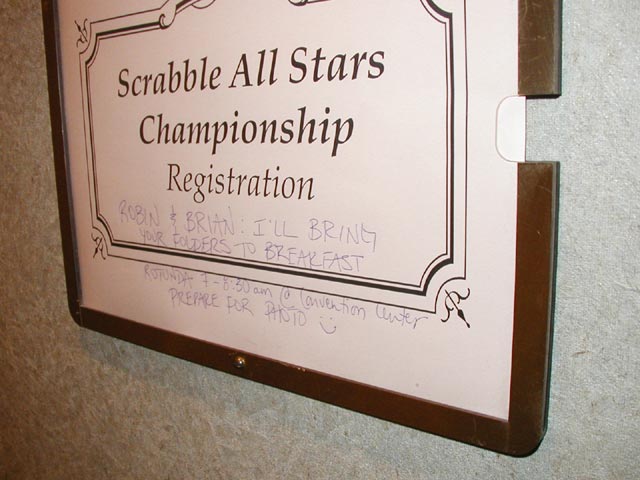 Scrabble All Stars
Championship
Registration
ROBIN & BRIAN: I'LL BRING
YOUR FOLDERS TO BREAKFAST
ROTUNDA 7-8:30am @ Convention Center
PREPARE FOR PHOTO